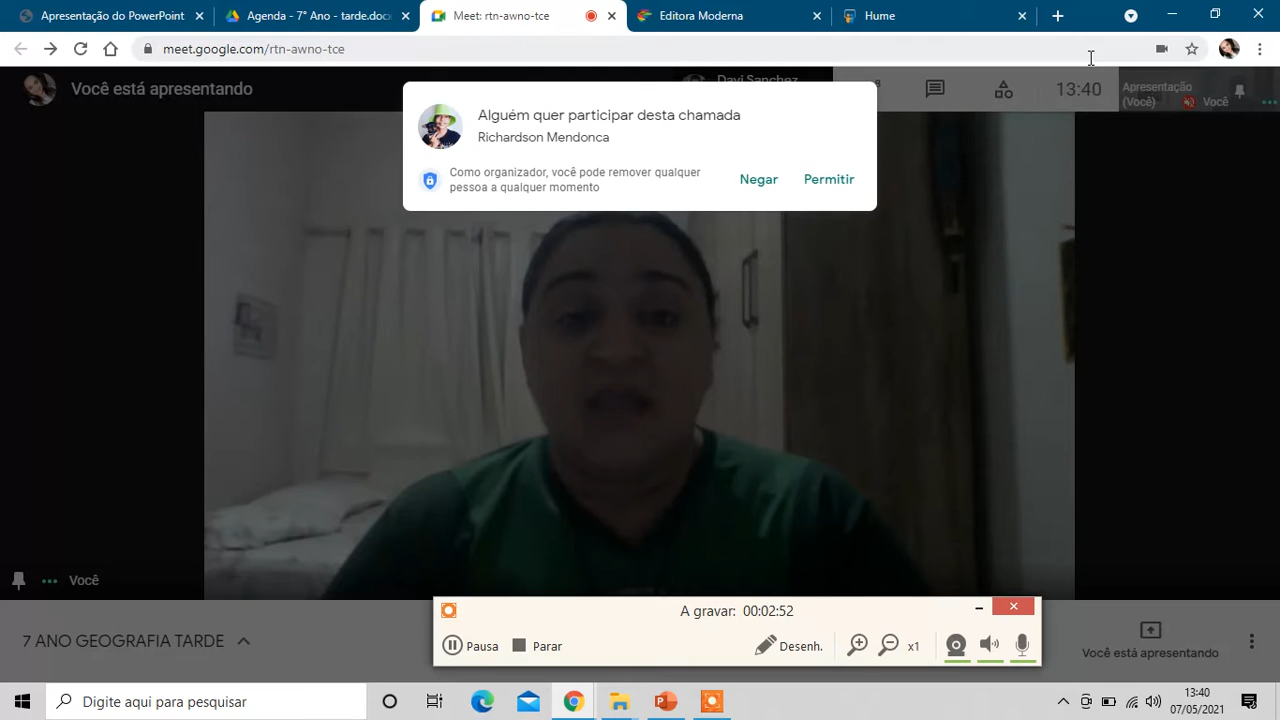 Apresentação do PowerPoint
Agenda - 7° Ano - tarde.docx
Meet: rtn-awno-tce
Editora Moderna
Hume
meet.google.com/rtn-awno-tce
Você está apresentando
Davi Sanchez
8
13:40
Apresentação
(Você)
Você
Alguém quer participar desta chamada
Richardson Mendonca
Como organizador, você pode remover qualquer
pessoa a qualquer momento
Negar
Permitir
Você
A gravar: 00:02:52
Pausa
Parar
Desenh.
x1
7 ANO GEOGRAFIA TARDE
Você está apresentando
Digite aqui para pesquisar
13:40
07/05/2021